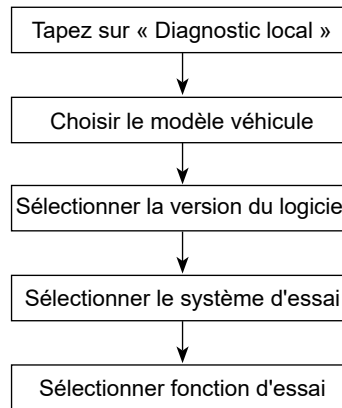 Tapez sur « Diagnostic local »
Choisir le modèle véhicule
Sélectionner la version du logicie
Sélectionner le système d'essai
Sélectionner fonction d'essai